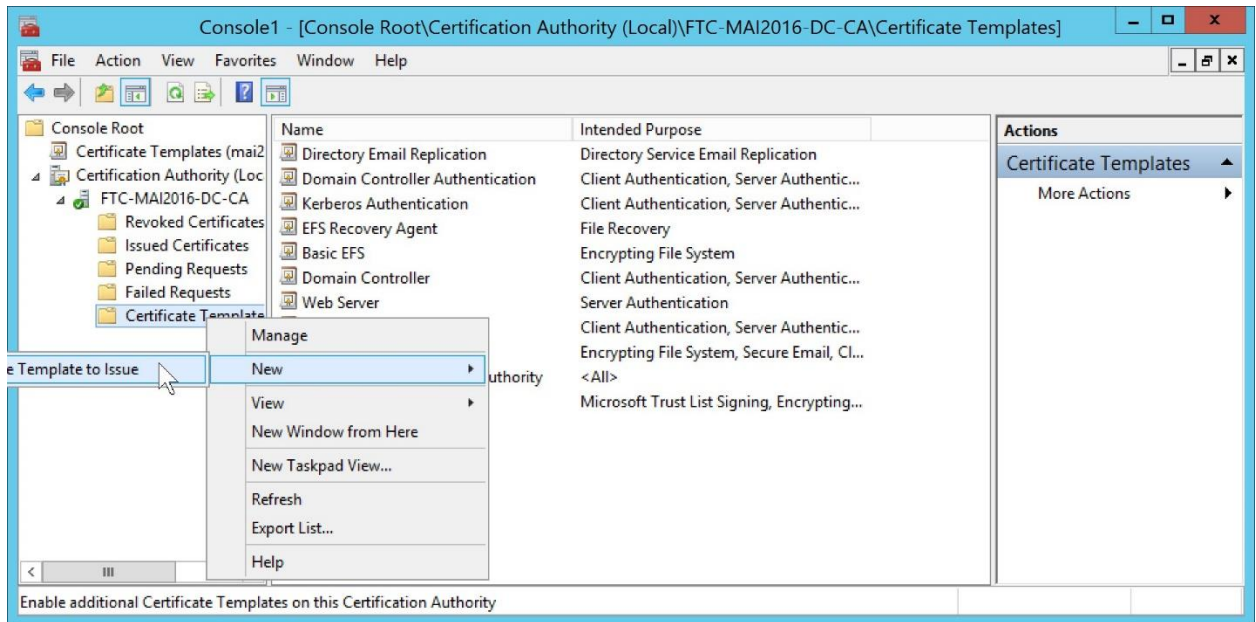 Console1 - [Console Root\Certification Authority (Local)\FTC-MAI2016-DC-CA\Certificate Templates]
File Action View Favorites Window Help
Console Root
Certificate Templates (mai2
Certification Authority (Loc
FTC-MAI2016-DC-CA
Revoked Certificates
Issued Certificates
Pending Requests
Failed Requests
Certificate Template
Name Intended Purpose
Directory Email Replication Directory Service Email Replication
Domain Controller Authentication Client Authentication, Server Authentic...
Kerberos Authentication Client Authentication, Server Authentic...
EFS Recovery Agent File Recovery
Basic EFS Encrypting File System
Domain Controller Client Authentication, Server Authentic...
Web Server Server Authentication
Client Authentication, Server Authentic...
Encrypting File System, Secure Email, Cl...
uthority <All>
Microsoft Trust List Signing, Encrypting...
Manage
e Template to Issue
New
View
New Window from Here
New Taskpad View...
Refresh
Export List...
Help
Actions
Certificate Templates
More Actions
Enable additional Certificate Templates on this Certification Authority